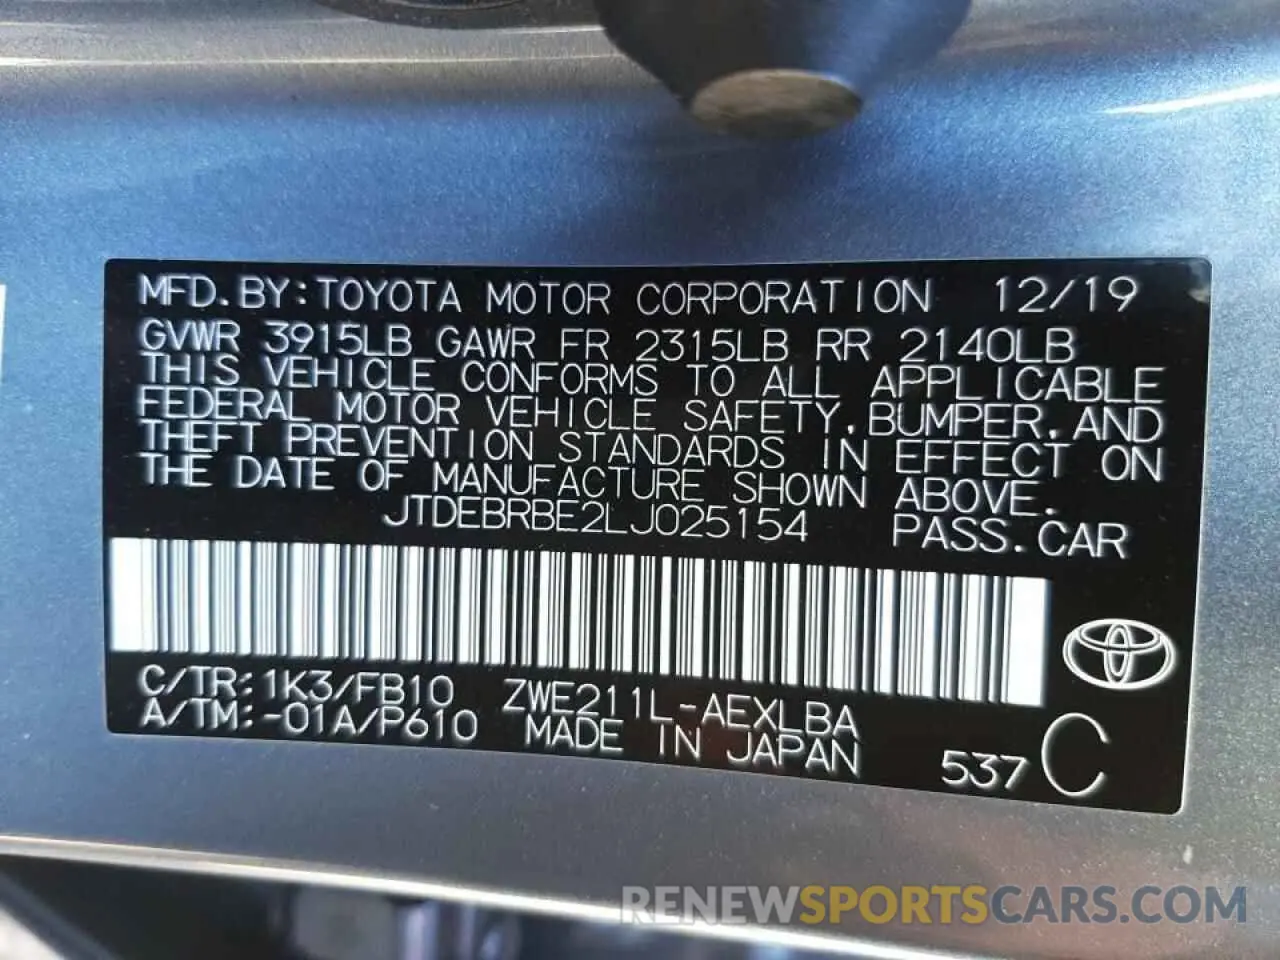 MFD. BY: TOYOTA MOTOR CORPORATION 12/19
GVWR 3915LB GAWR FR 2315LB RR 2140LB
THIS VEHICLE CONFORMS TO ALL APPLICABLE
FEDERAL MOTOR VEHICLE SAFETY, BUMPER, AND
THEFT PREVENTION STANDARDS IN EFFECT ON
THE DATE OF MANUFACTURE SHOWN ABOVE.
JTDEBRBE2LJ025154 PASS. CAR
C/TR: 1K3/FB10 ZWE211L-AEXLBA
A/TM: -01A/P610 MADE IN JAPAN 537 C
RENEWSPORTSCARS.COM